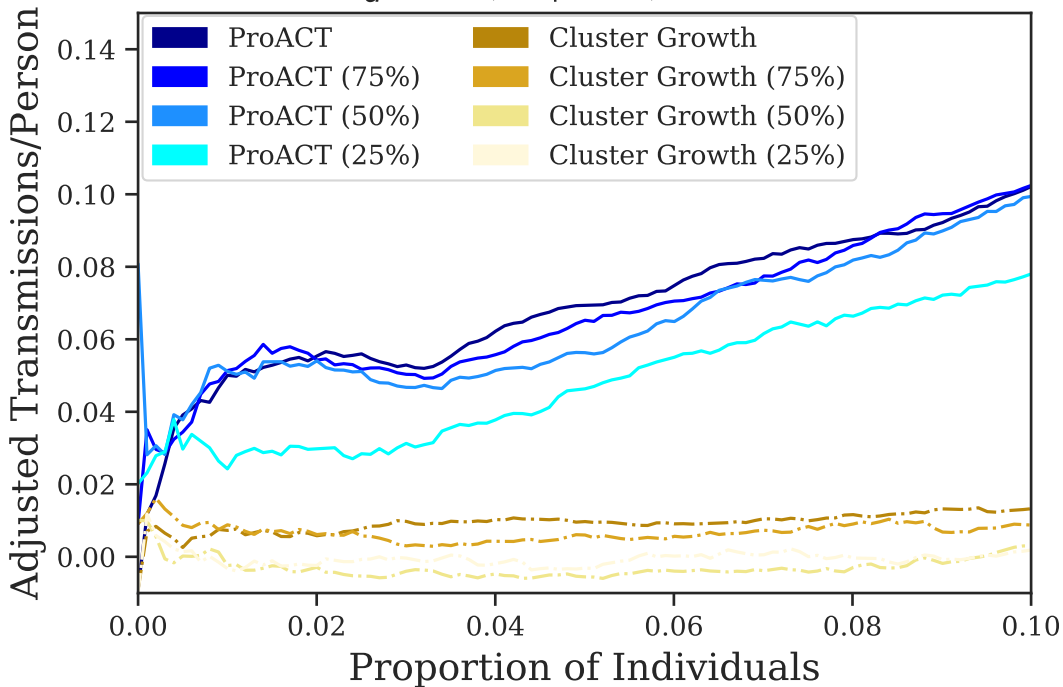 Adjusted Transmissions/Person
0.14
0.12
0.10
0.08
0.06
0.04
0.02
0.00
ProACT
ProACT (75%)
ProACT (50%)
ProACT (25%)
Cluster Growth
Cluster Growth (75%)
Cluster Growth (50%)
Cluster Growth (25%)
0.00 0.02 0.04 0.06 0.08 0.10
Proportion of Individuals